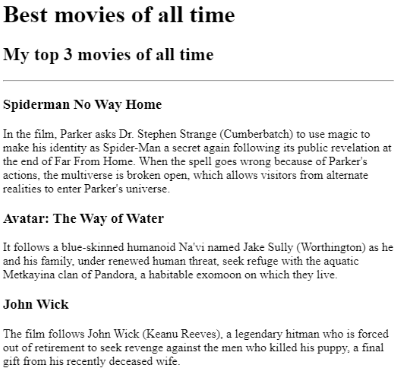 Best movies of all time
My top 3 movies of all time
Spiderman No Way Home
In the film, Parker asks Dr. Stephen Strange (Cumberbatch) to use magic to
make his identity as Spider-Man a secret again following its public revelation at
the end of Far From Home. When the spell goes wrong because of Parker's
actions, the multiverse is broken open, which allows visitors from alternate
realities to enter Parker's universe.
Avatar: The Way of Water
It follows a blue-skinned humanoid Na'vi named Jake Sully (Worthington) as he
and his family, under renewed human threat, seek refuge with the aquatic
Metkayina clan of Pandora, a habitable exomoon on which they live.
John Wick
The film follows John Wick (Keanu Reeves), a legendary hitman who is forced
out of retirement to seek revenge against the men who killed his puppy, a final
gift from his recently deceased wife.